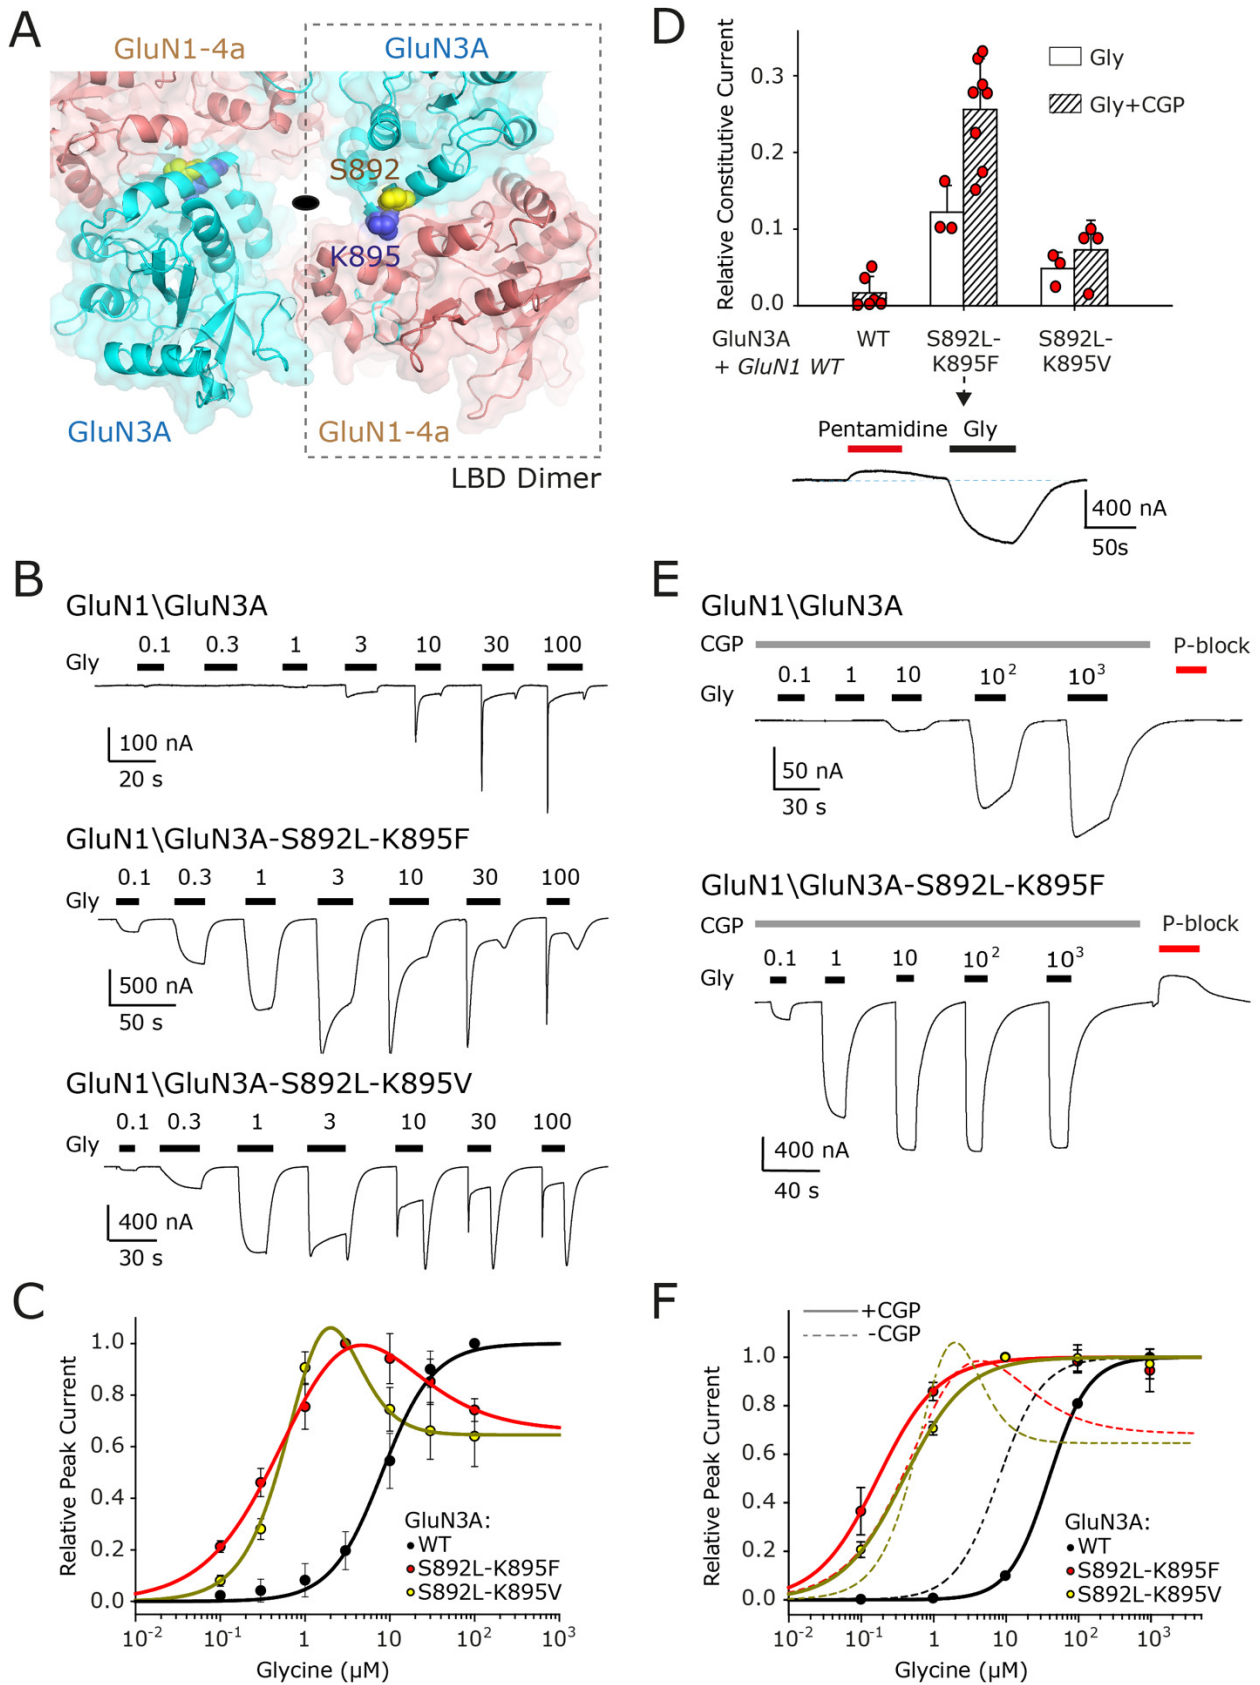 A
GluN1-4a
GluN3A
S892
K895
GluN3A
GluN1-4a
LBD Dimer
B
GluN1\GluN3A
0.1 0.3 1 3 10 30 100
Gly
100 nA
20 s
GluN1\GluN3A-S892L-K895F
0.1 0.3 1 3 10 30 100
Gly
500 nA
50 s
GluN1\GluN3A-S892L-K895V
0.1 0.3 1 3 10 30 100
Gly
400 nA
30 s
C
Relative Peak Current
1.0
0.8
0.6
0.4
0.2
0.0
GluN3A:
WT
S892L-K895F
S892L-K895V
10-2 10-1 1 10 102 103
Glycine (µM)
D
Relative Constitutive Current
0.3
0.2
0.1
0.0
Gly
Gly+CGP
GluN3A WT S892L- S892L-
+ GluN1 WT K895F K895V
Pentamidine Gly
400 nA
50s
E
GluN1\GluN3A
CGP P-block
0.1 1 10 102 103
Gly
50 nA
30 s
GluN1\GluN3A-S892L-K895F
CGP P-block
0.1 1 10 102 103
Gly
400 nA
40 s
F
Relative Peak Current
1.0
0.8
0.6
0.4
0.2
0.0
+CGP
-CGP
GluN3A:
WT
S892L-K895F
S892L-K895V
10-2 10-1 1 10 102 103
Glycine (µM)